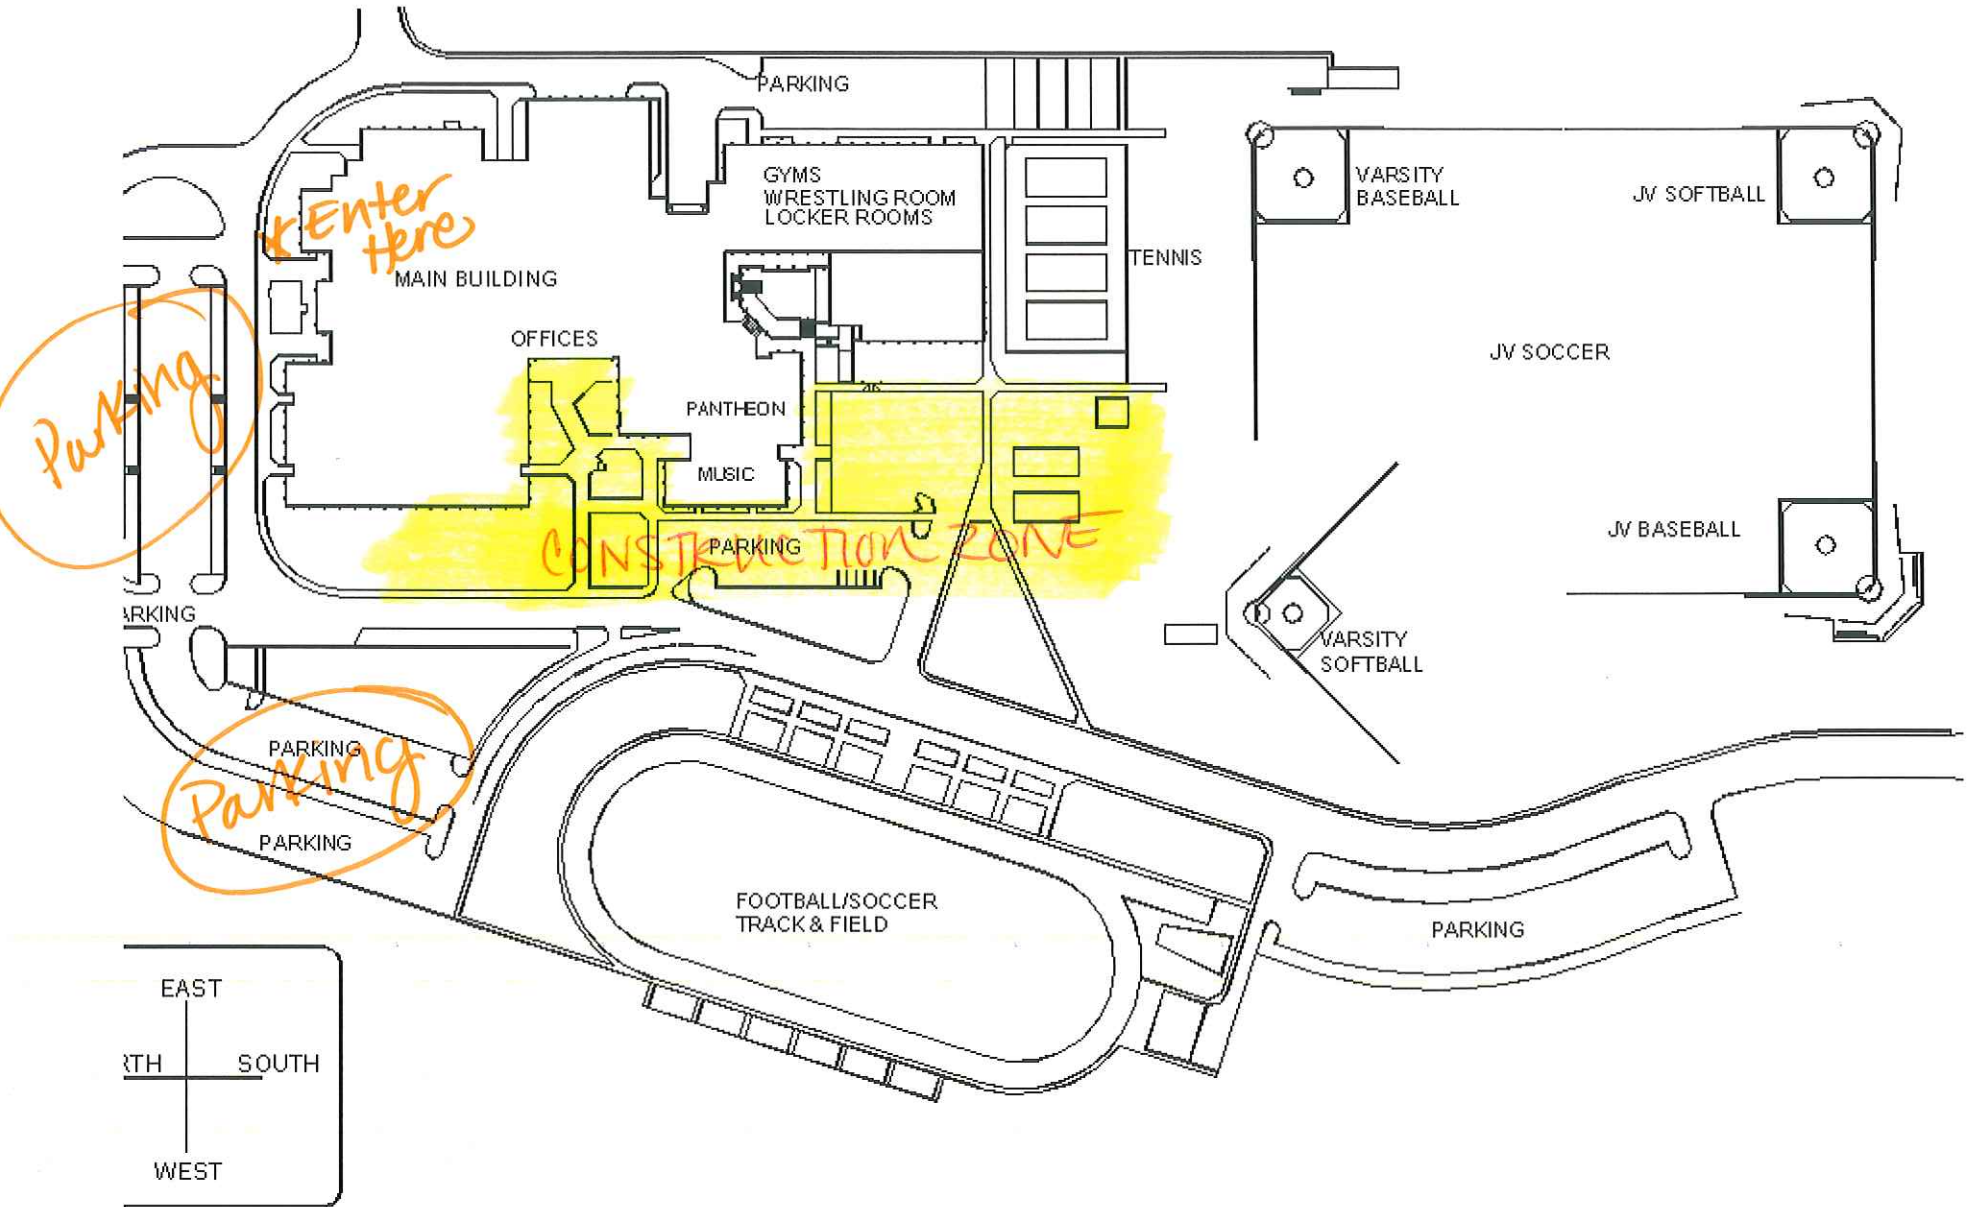 PARKING
GYMS
WRESTLING ROOM
LOCKER ROOMS
VARSITY
BASEBALL
JV SOFTBALL
Enter
Here
MAIN BUILDING
TENNIS
OFFICES
JV SOCCER
Parking
PANTHEON
MUSIC
JV BASEBALL
CONSTRUCTION ZONE
PARKING
ARKING
VARSITY
SOFTBALL
PARKING
Parking
PARKING
FOOTBALL/SOCCER
TRACK & FIELD
PARKING
EAST
RTH
SOUTH
WEST